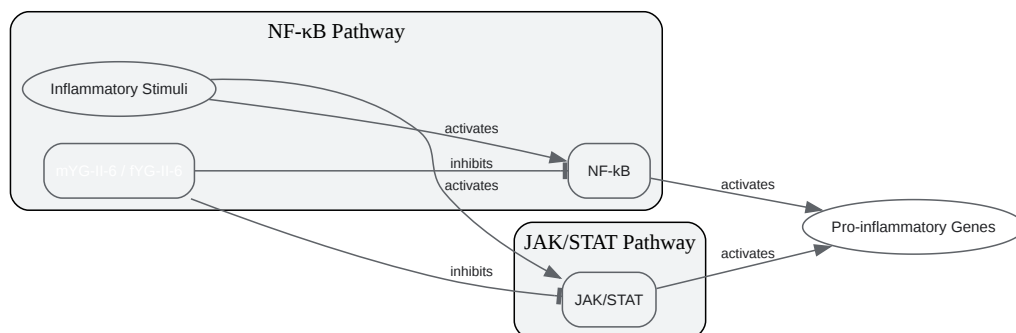 NF-κB Pathway
Inflammatory Stimuli
activates
mYG-II-6 / fYG-II-6
inhibits
NF-kB
activates
activates
Pro-inflammatory Genes
JAK/STAT Pathway
activates
inhibits
JAK/STAT